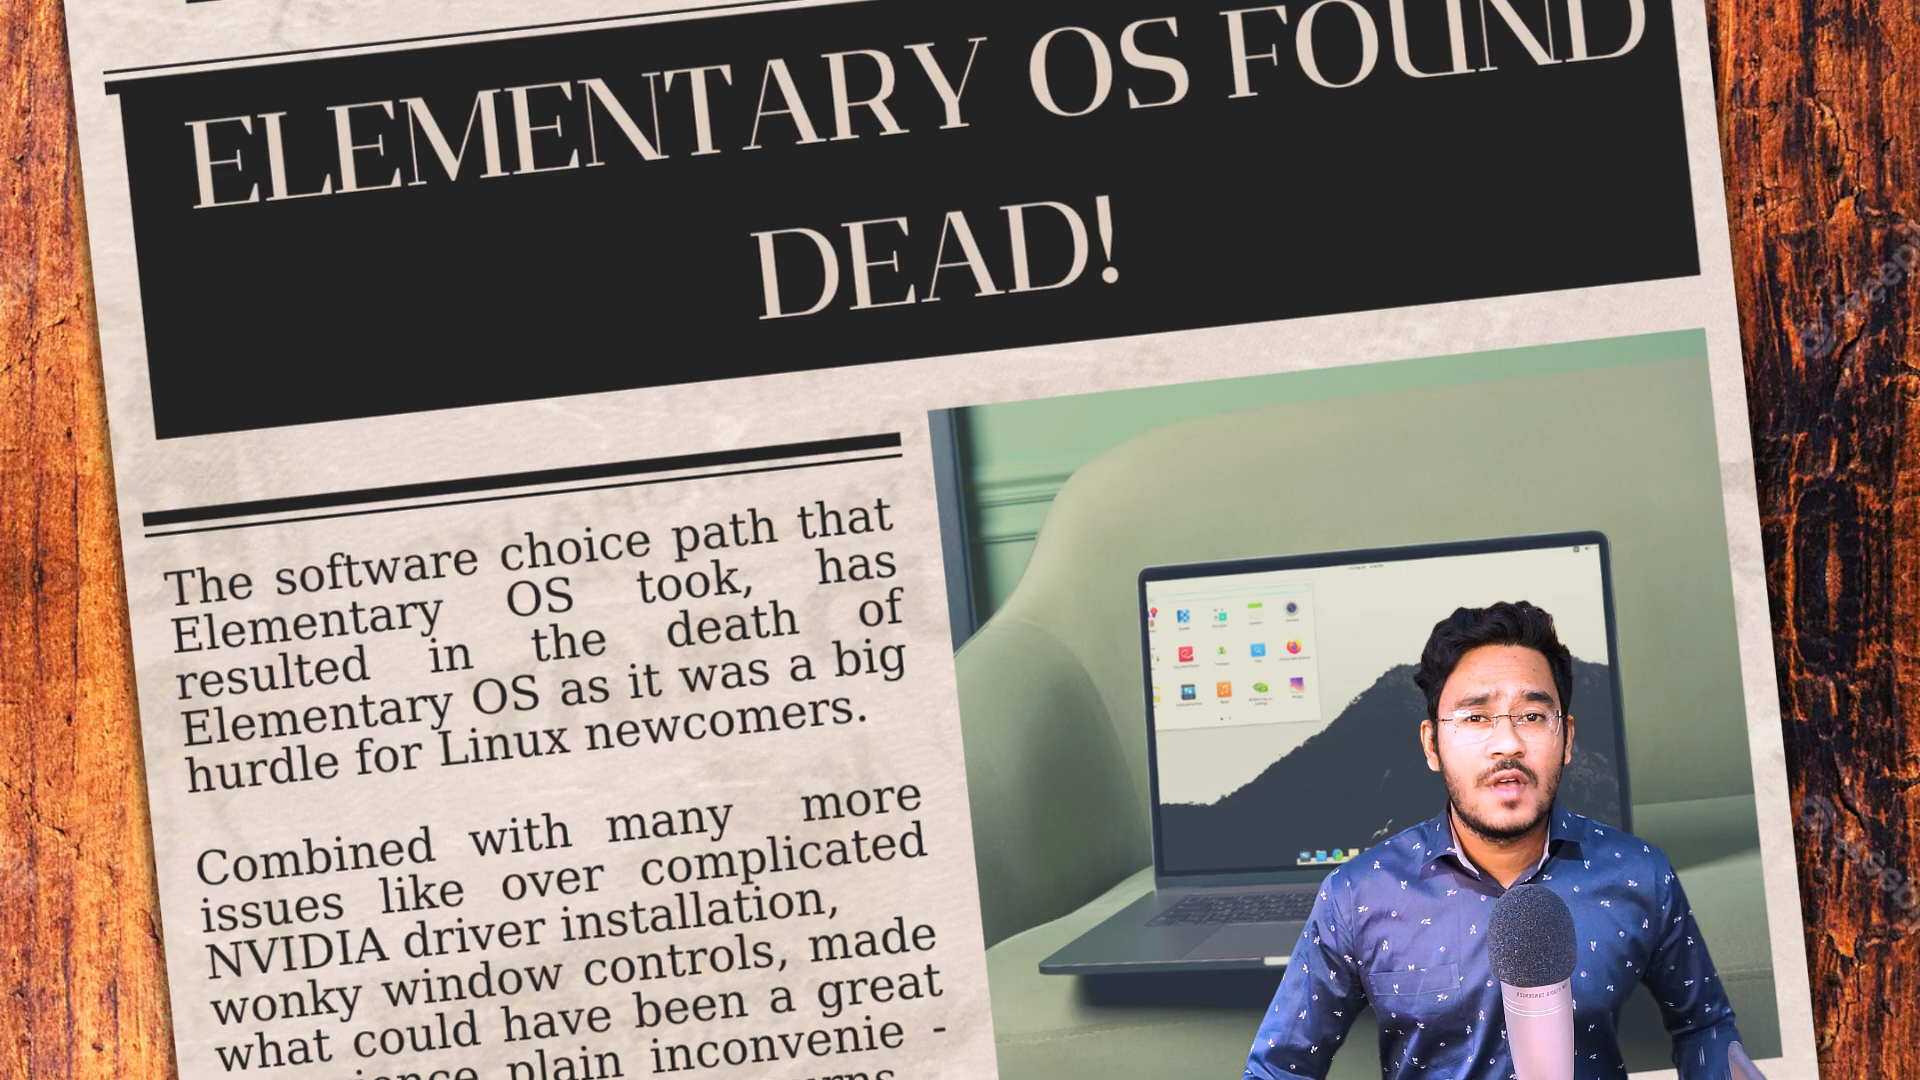 ELEMENTARY OS FOUND
DEAD!
The software choice path that
Elementary OS took, has
resulted in the death of
Elementary OS as it was a big
hurdle for Linux newcomers.
Combined with many more
issues like over complicated
NVIDIA driver installation,
wonky window controls, made
what could have been a great
plain inconvenie -